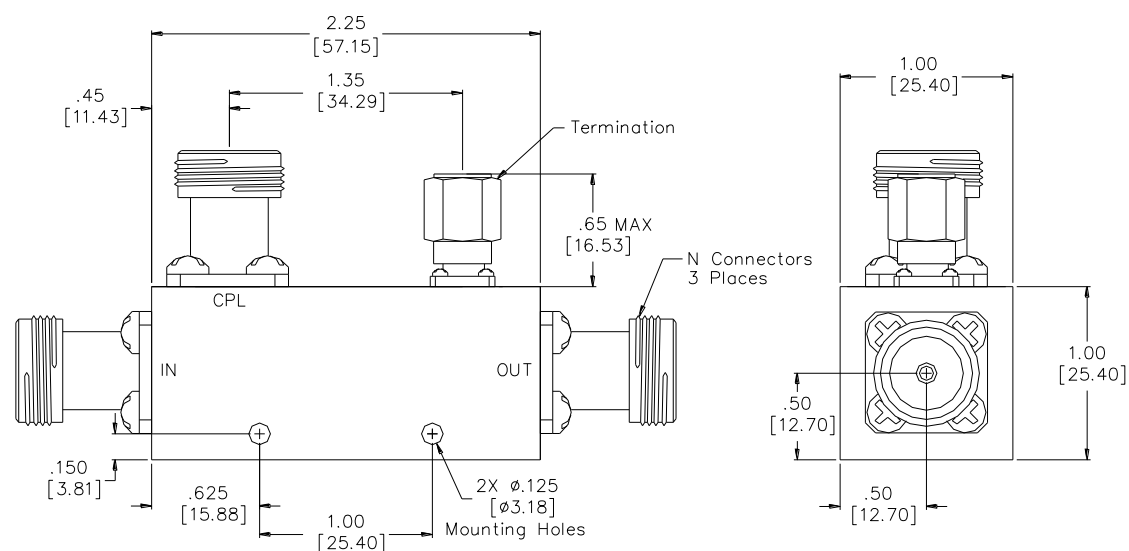 2.25
[57.15]
1.35
[34.29]
.45
[11.43]
Termination
.65 MAX
[16.53]
N Connectors
3 Places
CPL
IN
OUT
.150
[3.81]
.625
[15.88]
1.00
[25.40]
2X ø.125
[ø3.18]
Mounting Holes
1.00
[25.40]
1.00
[25.40]
.50
[12.70]
.50
[12.70]